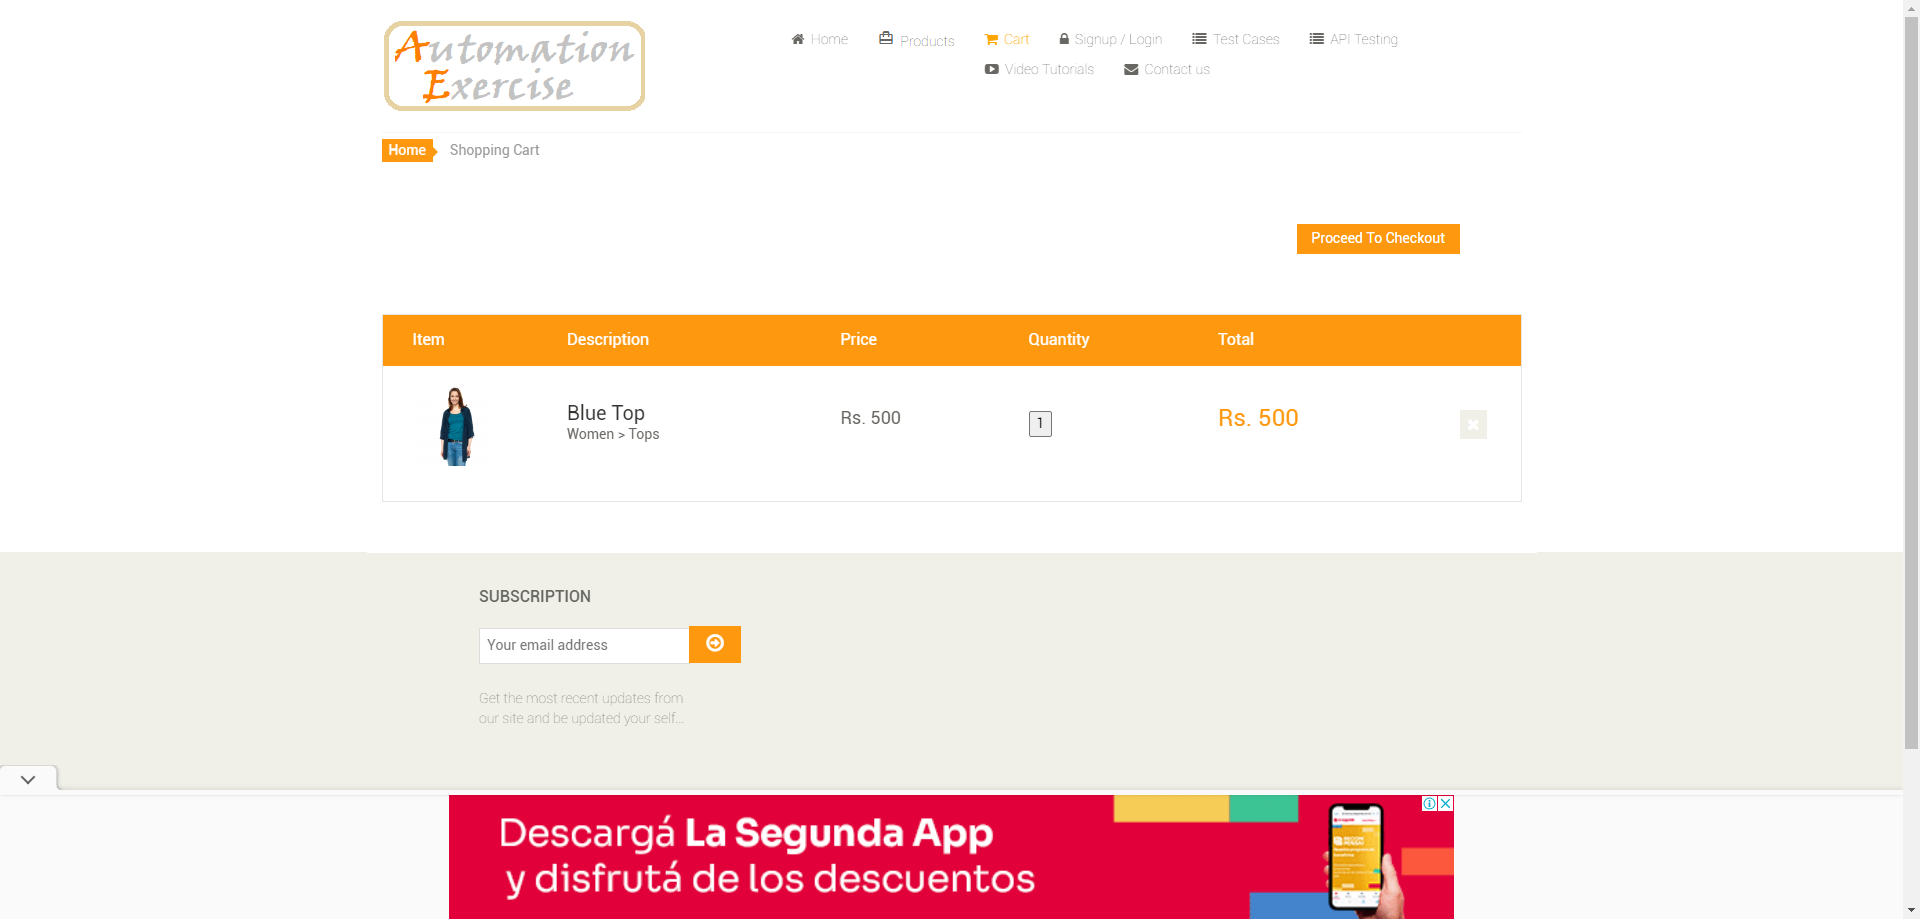 Automation
Exercise
Home
Products
Cart
Signup / Login
Test Cases
API Testing
Video Tutorials
Contact us
Home
Shopping Cart
Proceed To Checkout
Item Description Price Quantity Total
Blue Top
Women > Tops
Rs. 500
1
Rs. 500
SUBSCRIPTION
Your email address
Get the most recent updates from
our site and be updated your self...
Descargá La Segunda App
y disfrutá de los descuentos